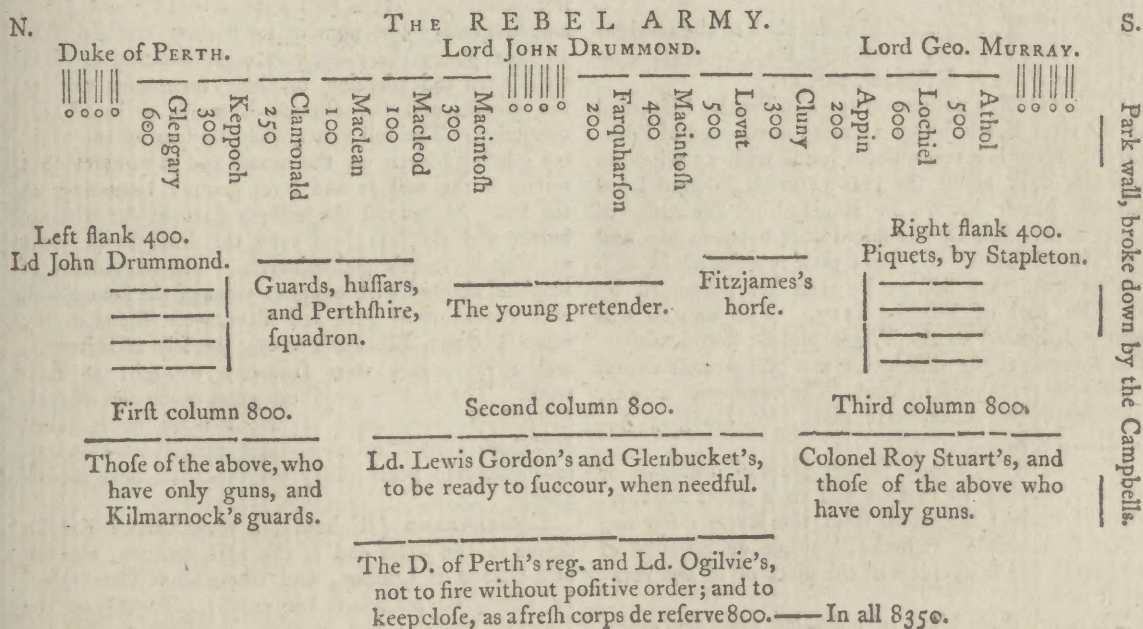 N. THE REBEL ARMY. S.
Duke of PERTH. Lord JOHN DRUMMOND. Lord Geo. MURRAY.
Glengary
600
Keppoch
300
Clanronald
250
Maclean
100
Macleod
100
Macintoſh
300
Farquharſon
200
Macintoſh
400
Lovat
500
Cluny
300
Appin
200
Lochiel
600
Athol
500
Park wall, broke down by the Campbells.
Left flank 400.
Ld John Drummond.
Guards, huſſars,
and Perthſhire,
ſquadron.
The young pretender.
Fitzjames's
horſe.
Right flank 400.
Piquets, by Stapleton.
Firſt column 800.
Thoſe of the above, who
have only guns, and
Kilmarnock's guards.
Second column 800.
Ld. Lewis Gordon's and Glenbucket's,
to be ready to ſuccour, when needful.
Third column 800.
Colonel Roy Stuart's, and
thoſe of the above who
have only guns.
The D. of Perth's reg. and Ld. Ogilvie's,
not to fire without poſitive order; and to
keep cloſe, as a freſh corps de reſerve 800.—— In all 8350.